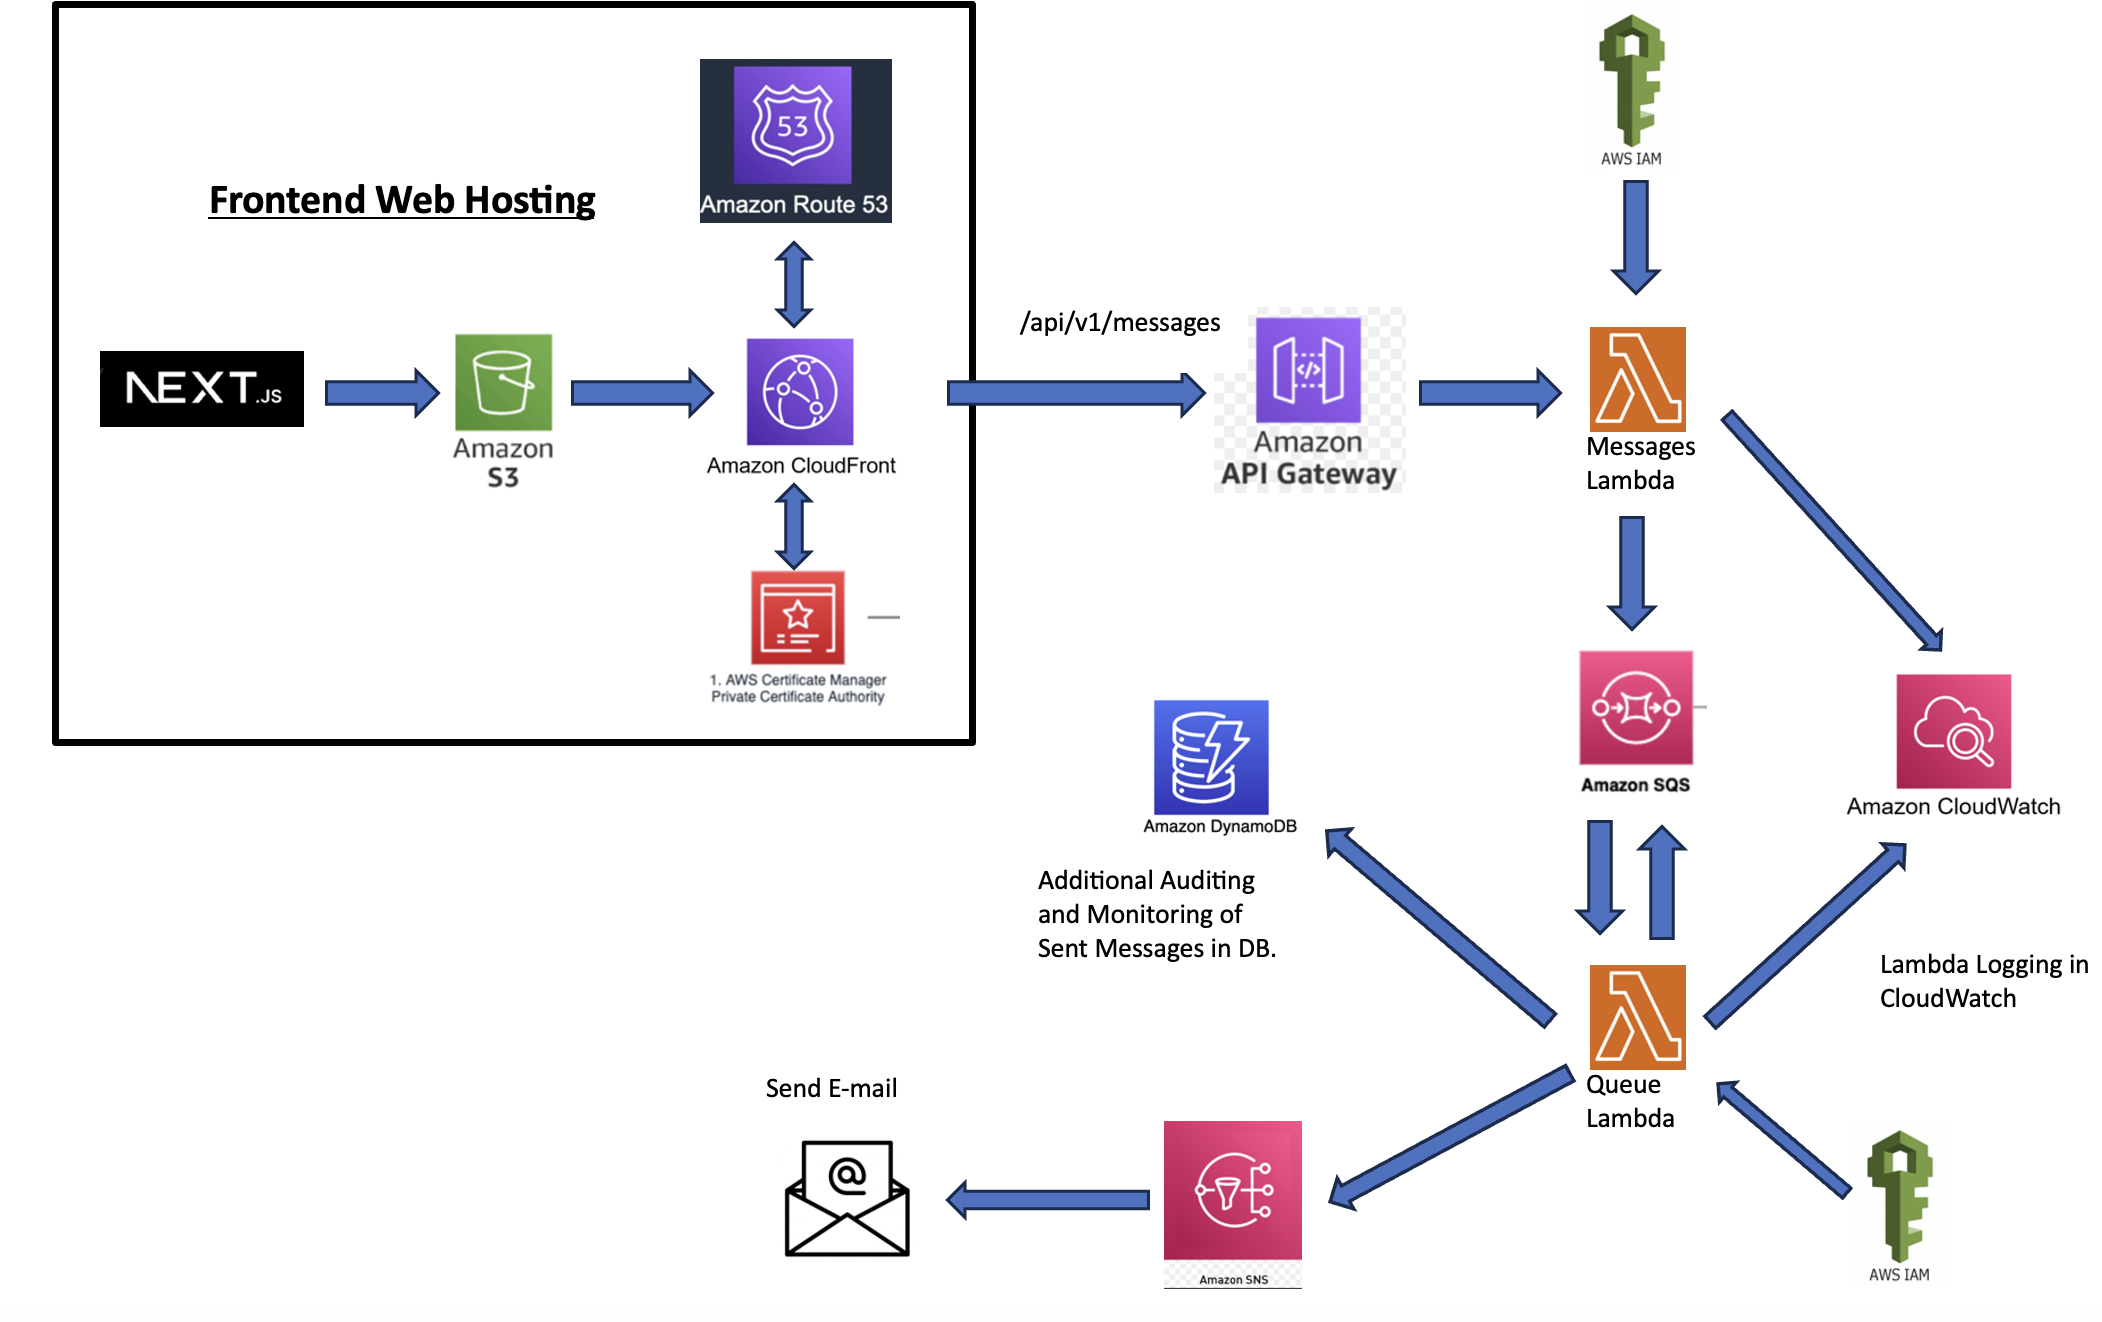 53
Amazon Route 53
Frontend Web Hosting
NEXT.JS
Amazon
S3
Amazon CloudFront
1. AWS Certificate Manager
Private Certificate Authority
/api/v1/messages
</>
Amazon
API Gateway
AWS IAM
Messages
Lambda
Amazon SQS
Amazon CloudWatch
Amazon DynamoDB
Additional Auditing
and Monitoring of
Sent Messages in DB.
Lambda Logging in
CloudWatch
Queue
Lambda
Send E-mail
@
Amazon SNS
AWS IAM